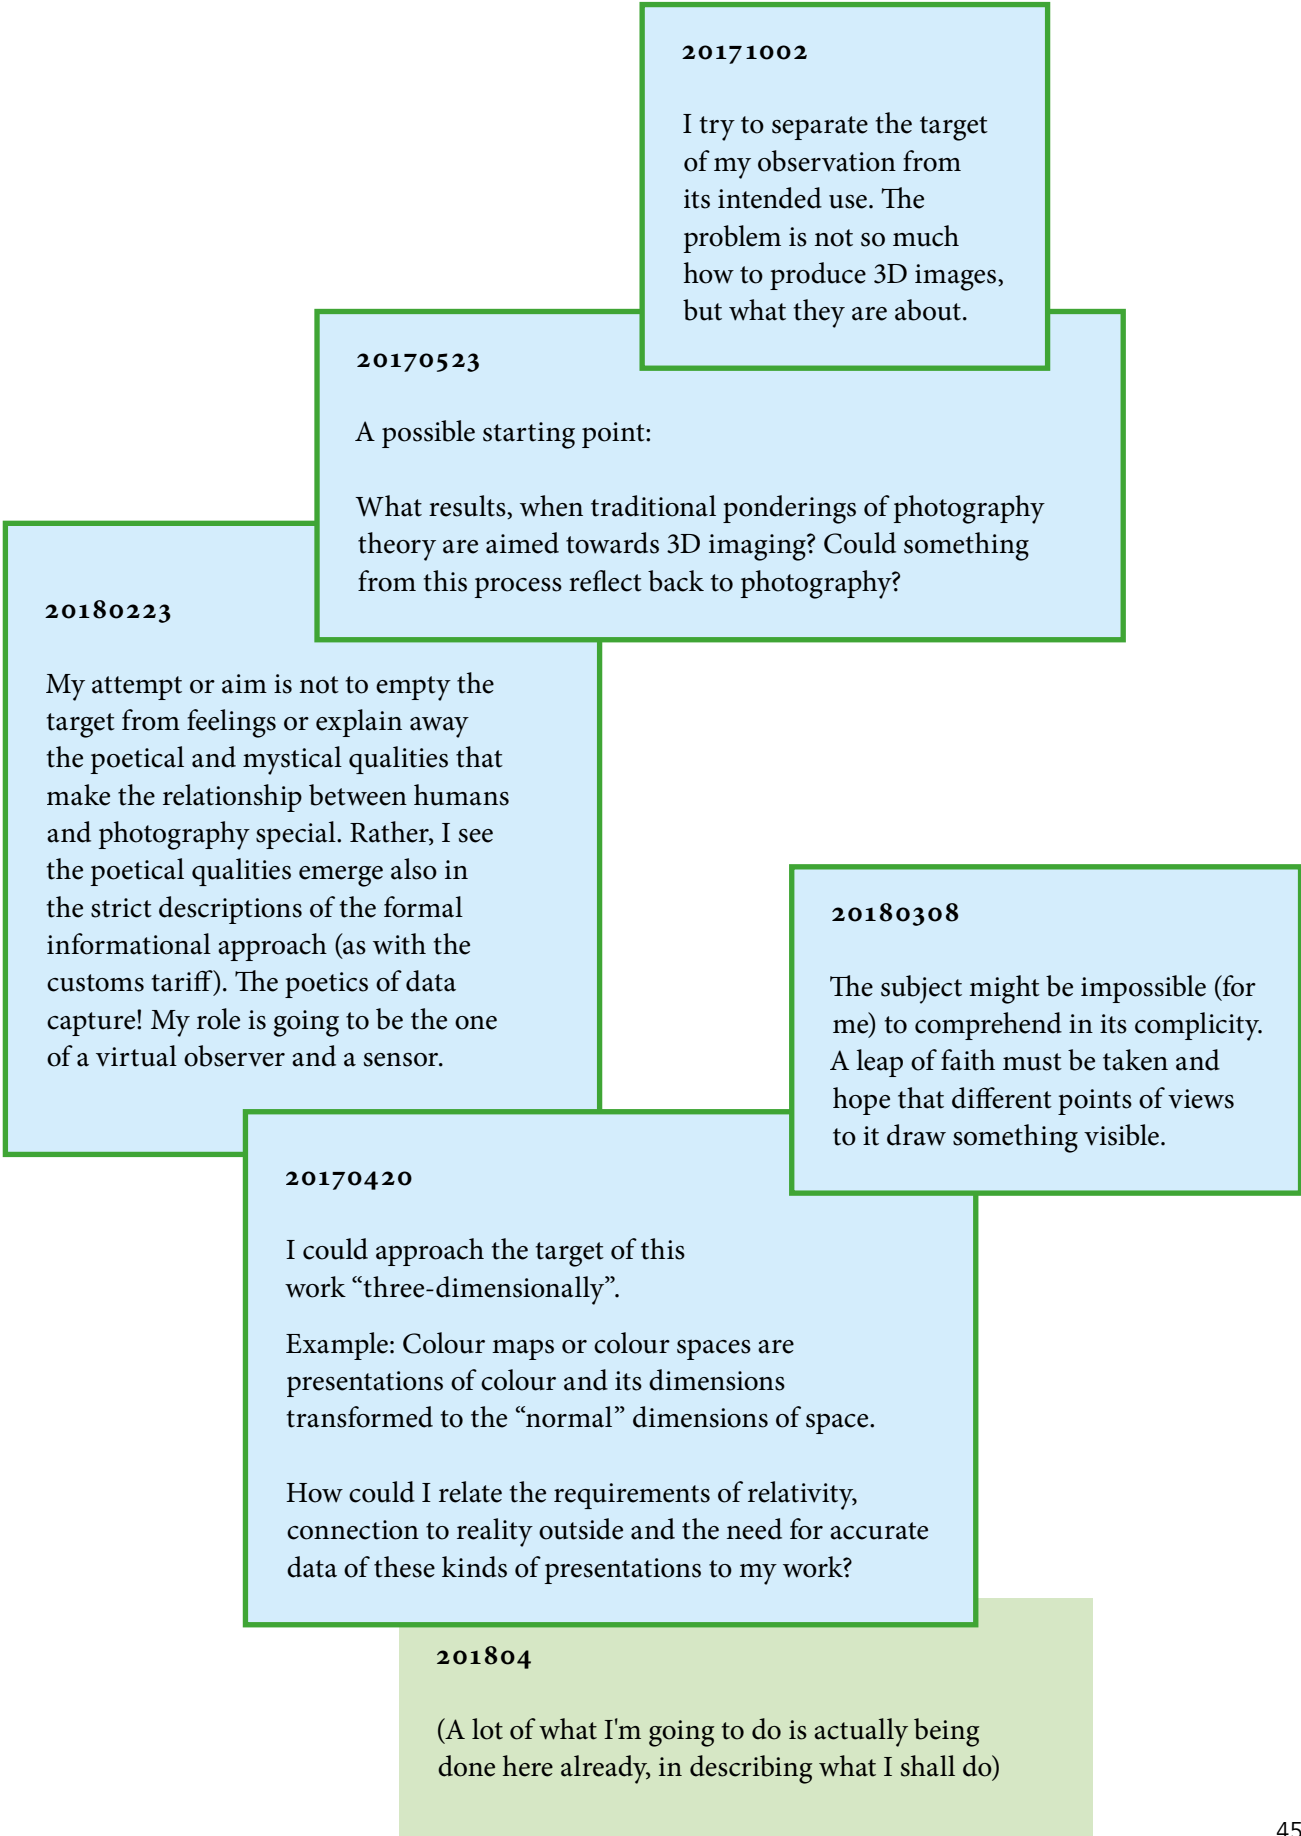 20171002
I try to separate the target
of my observation from
its intended use. The
problem is not so much
how to produce 3D images,
but what they are about.
20170523
A possible starting point:
What results, when traditional ponderings of photography
theory are aimed towards 3D imaging? Could something
from this process reflect back to photography?
20180223
My attempt or aim is not to empty the
target from feelings or explain away
the poetical and mystical qualities that
make the relationship between humans
and photography special. Rather, I see
the poetical qualities emerge also in
the strict descriptions of the formal
informational approach (as with the
customs tariff). The poetics of data
capture! My role is going to be the one
of a virtual observer and a sensor.
20180308
The subject might be impossible (for
me) to comprehend in its complicity.
A leap of faith must be taken and
hope that different points of views
to it draw something visible.
20170420
I could approach the target of this
work “three-dimensionally”.
Example: Colour maps or colour spaces are
presentations of colour and its dimensions
transformed to the “normal” dimensions of space.
How could I relate the requirements of relativity,
connection to reality outside and the need for accurate
data of these kinds of presentations to my work?
201804
(A lot of what I'm going to do is actually being
done here already, in describing what I shall do)
45